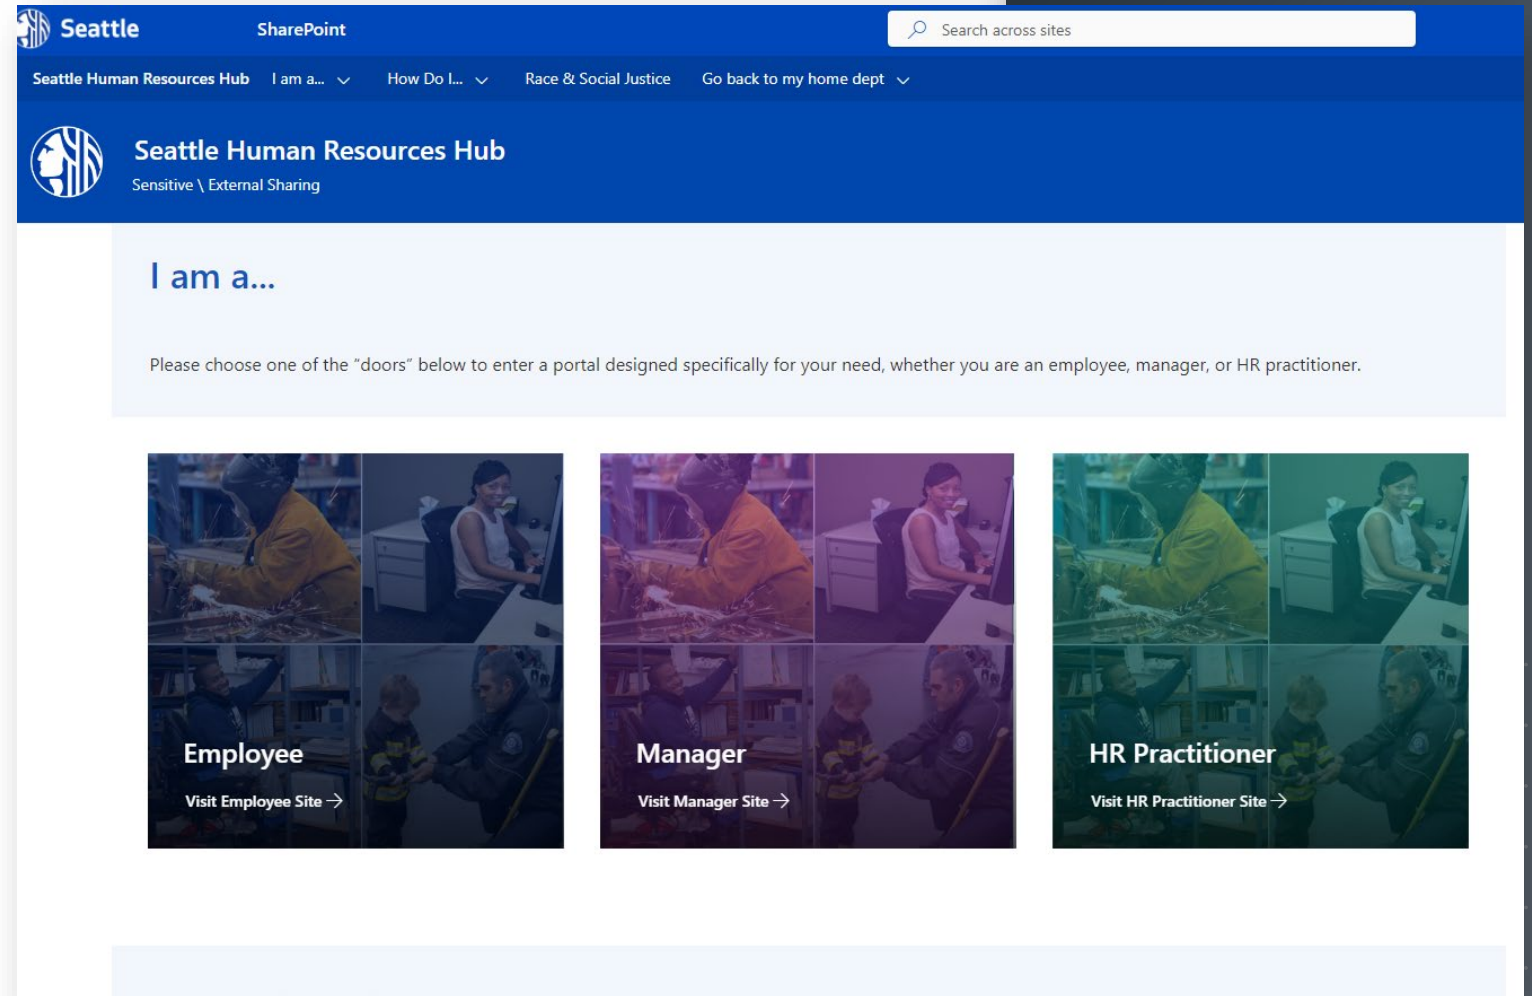 Seattle
SharePoint
Search across sites
Seattle Human Resources Hub
I am a...
How Do I...
Race & Social Justice
Go back to my home dept
Seattle Human Resources Hub
Sensitive \ External Sharing
I am a...
Please choose one of the “doors” below to enter a portal designed specifically for your need, whether you are an employee, manager, or HR practitioner.
Employee
Visit Employee Site
Manager
Visit Manager Site
HR Practitioner
Visit HR Practitioner Site